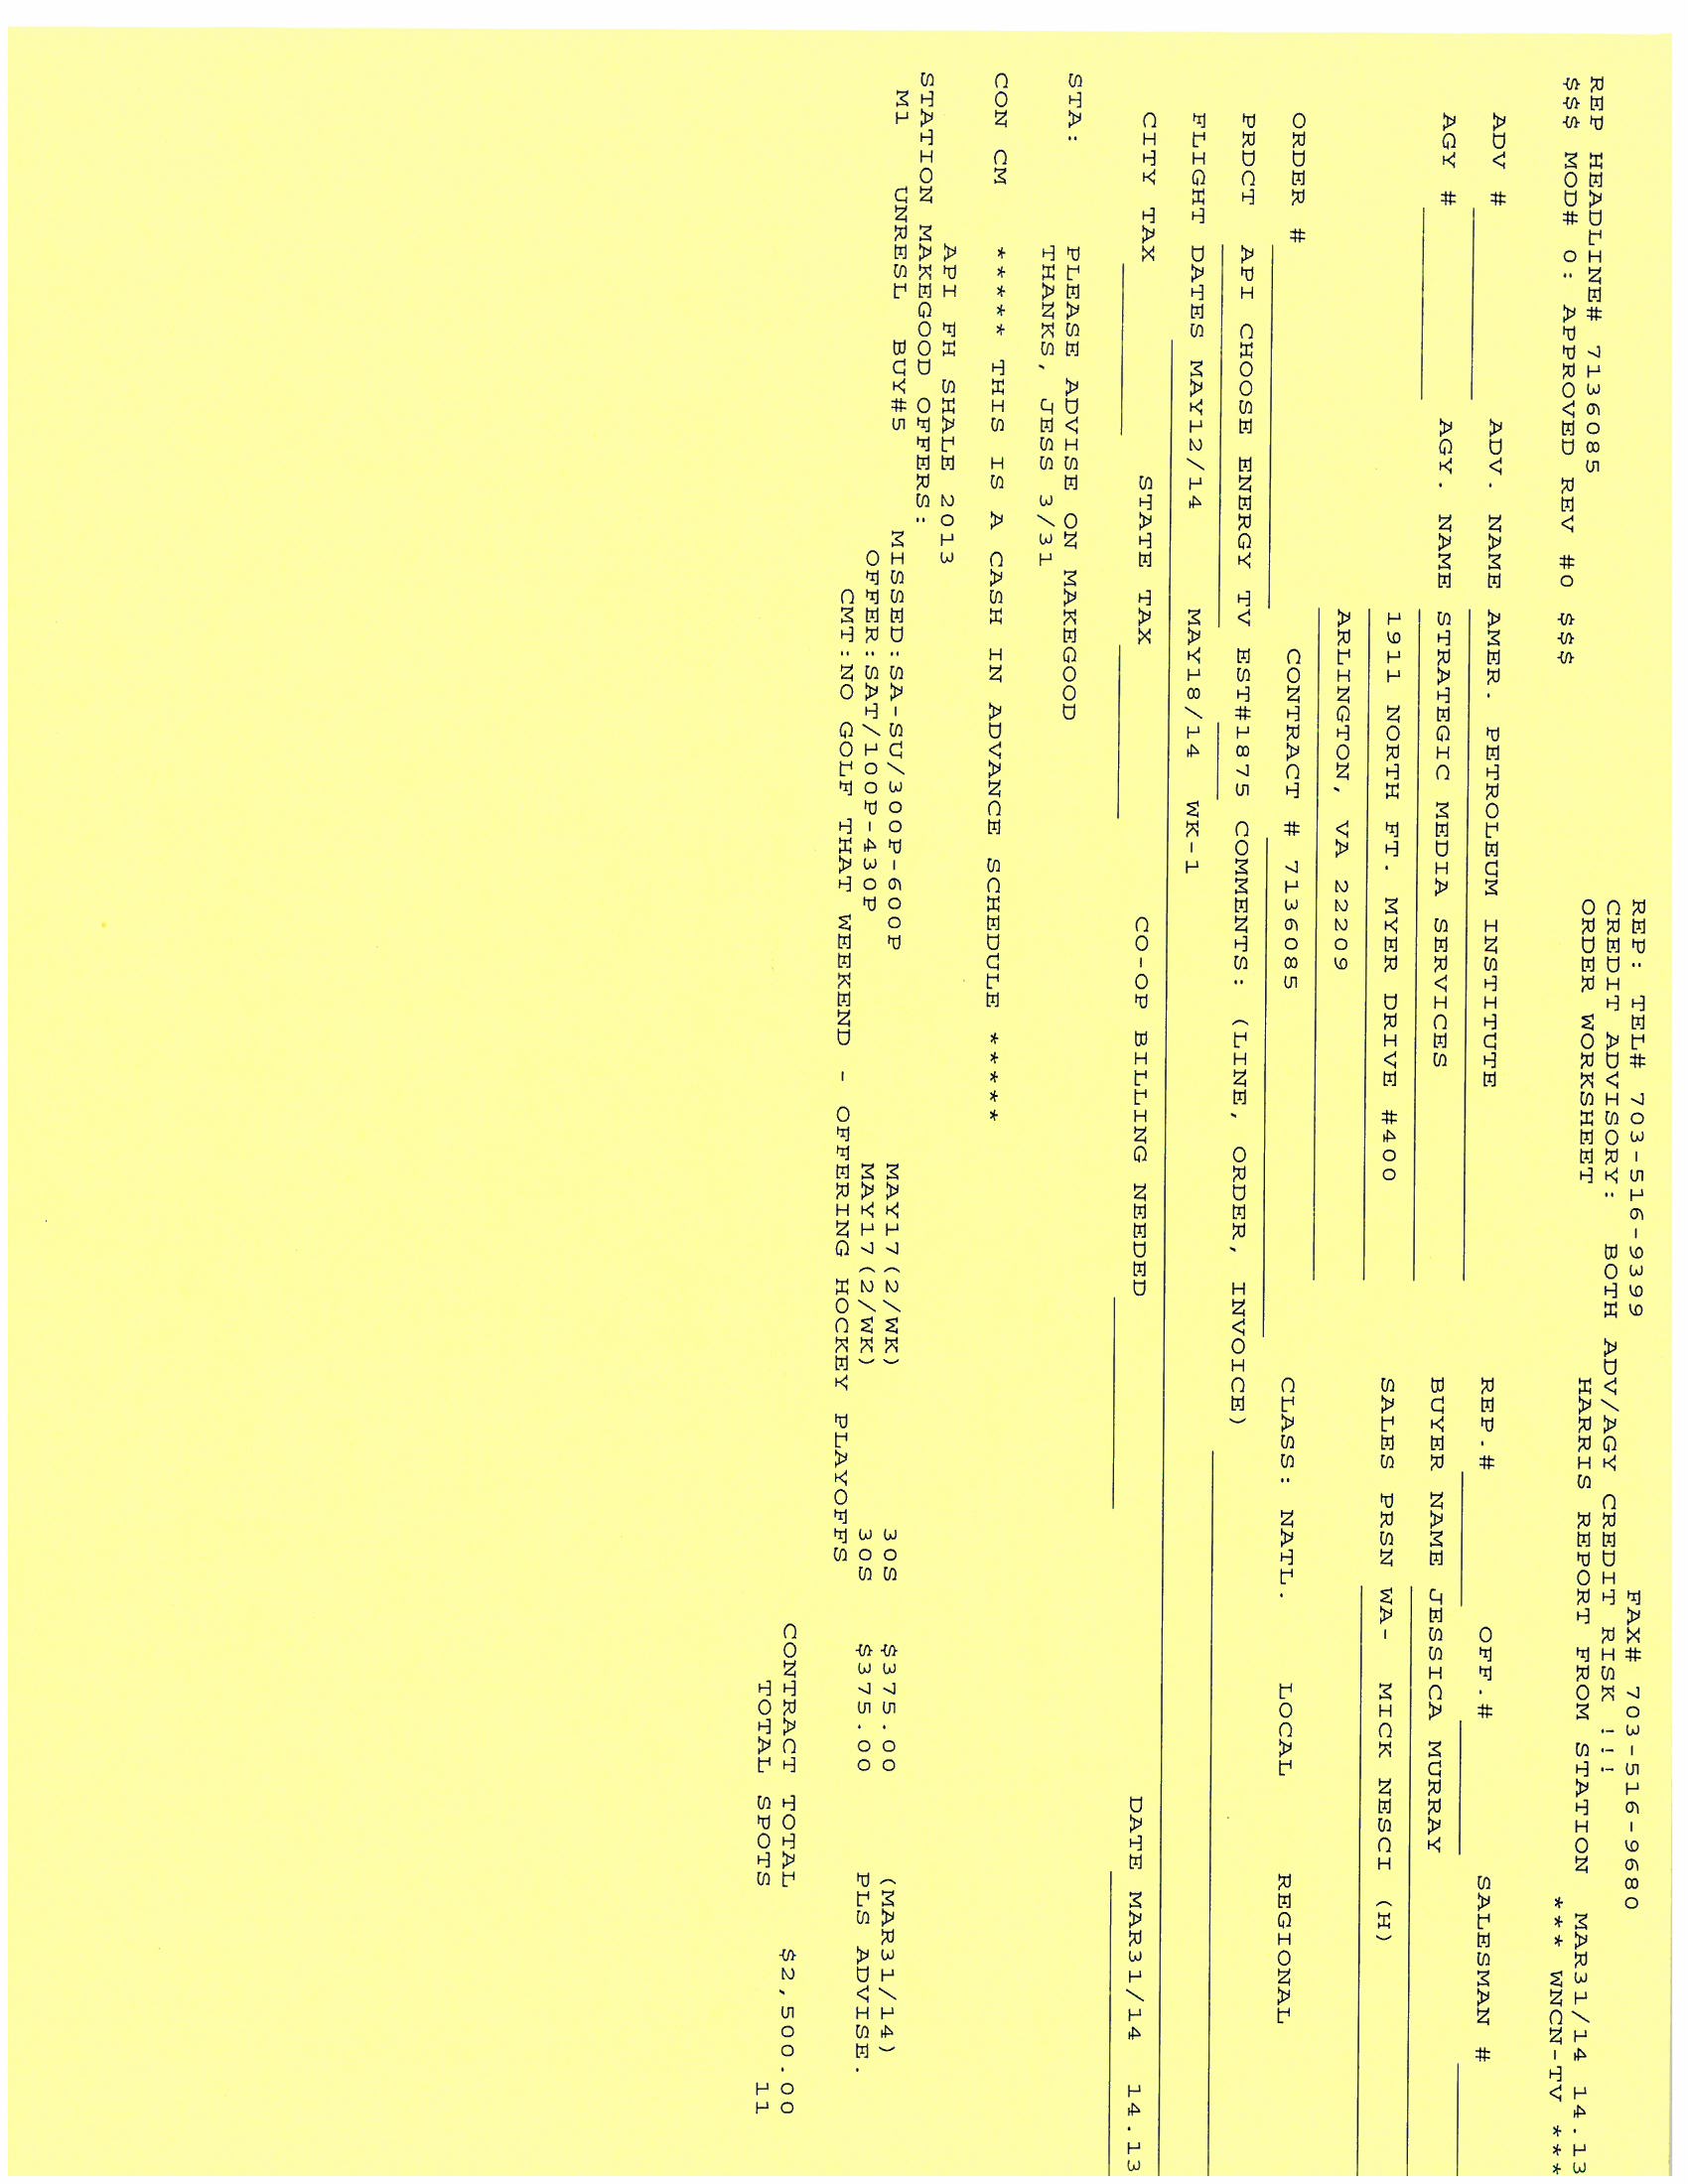 REP: TEL# 703-516-9399 FAX# 703-516-9680
CREDIT ADVISORY: BOTH ADV/AGY CREDIT RISK !!!
REP HEADLINE# 7136085 ORDER WORKSHEET HARRIS REPORT FROM STATION MAR31/14 14.13
$$$ MOD# 0: APPROVED REV #0 $$$ *** WNCN-TV ***
ADV # ADV. NAME AMER. PETROLEUM INSTITUTE REP.# OFF.# SALESMAN #
AGY # AGY. NAME STRATEGIC MEDIA SERVICES BUYER NAME JESSICA MURRAY
1911 NORTH FT. MYER DRIVE #400 SALES PRSN WA- MICK NESCI (H)
ARLINGTON, VA 22209
ORDER # CONTRACT # 7136085 CLASS: NATL. LOCAL REGIONAL
PRDCT API CHOOSE ENERGY TV EST#1875 COMMENTS: (LINE, ORDER, INVOICE)
FLIGHT DATES MAY12/14 MAY18/14 WK-1
CITY TAX STATE TAX CO-OP BILLING NEEDED DATE MAR31/14 14.13
STA: PLEASE ADVISE ON MAKEGOOD
THANKS, JESS 3/31
CON CM ***** THIS IS A CASH IN ADVANCE SCHEDULE *****
API FH SHALE 2013
STATION MAKEGOOD OFFERS:
M1 UNRESL BUY#5 MISSED:SA-SU/300P-600P MAY17(2/WK) 30S $375.00 (MAR31/14)
OFFER:SAT/100P-430P MAY17(2/WK) 30S $375.00 PLS ADVISE.
CMT:NO GOLF THAT WEEKEND - OFFERING HOCKEY PLAYOFFS
CONTRACT TOTAL $2,500.00
TOTAL SPOTS 11